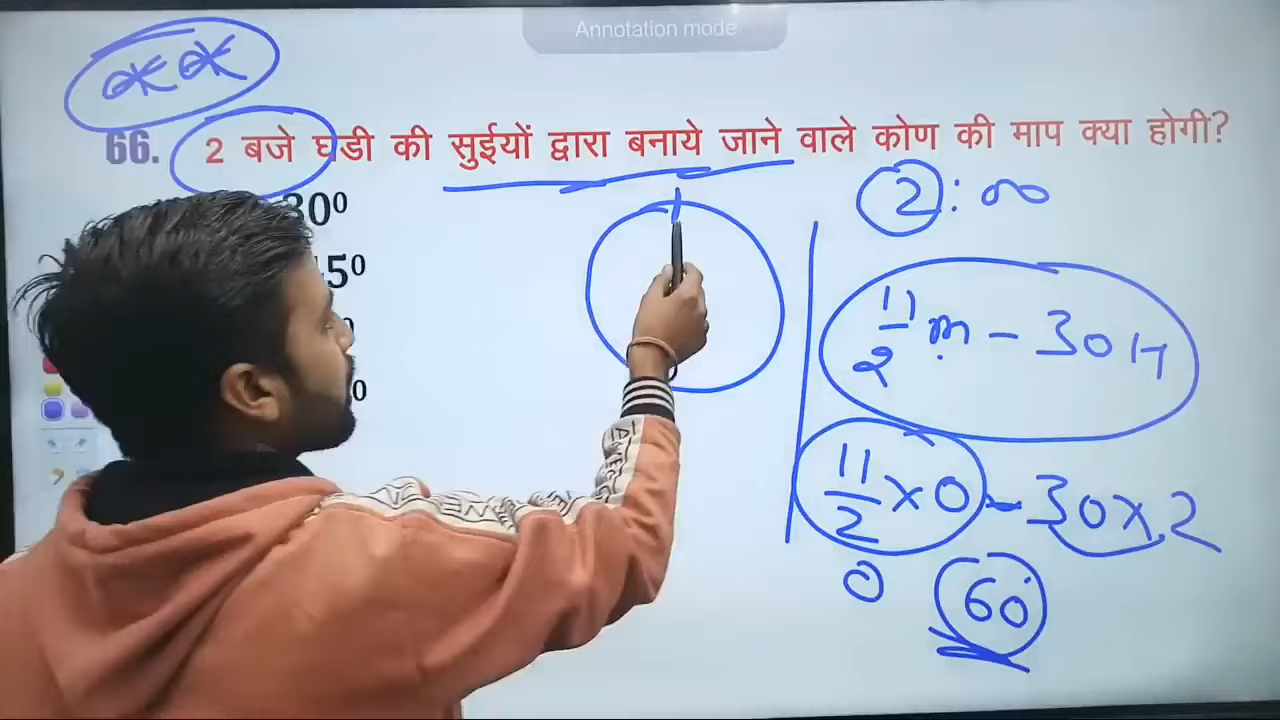 Annotation mode
66. 2 बजे घडी की सुईयों द्वारा बनाये जाने वाले कोण की माप क्या होगी?
2 : 00
30⁰
45⁰
11/2 m - 30 H
11/2 × 0 - 30 × 2
0 60